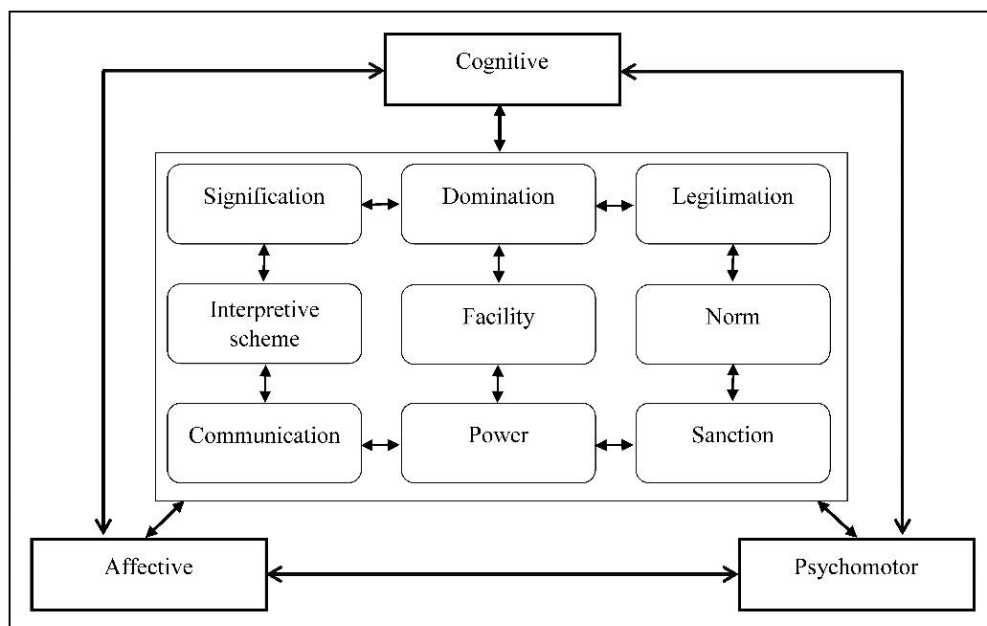 Cognitive
Signification
Domination
Legitimation
Interpretive
scheme
Facility
Norm
Communication
Power
Sanction
Affective
Psychomotor